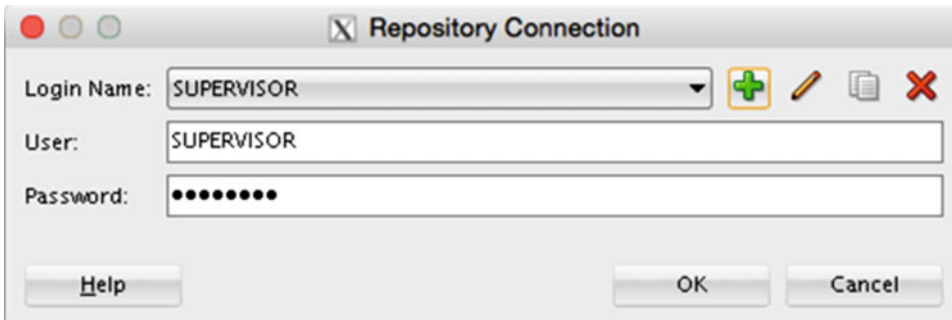 Repository Connection
Login Name: SUPERVISOR
User: SUPERVISOR
Password: ••••••••
Help OK Cancel